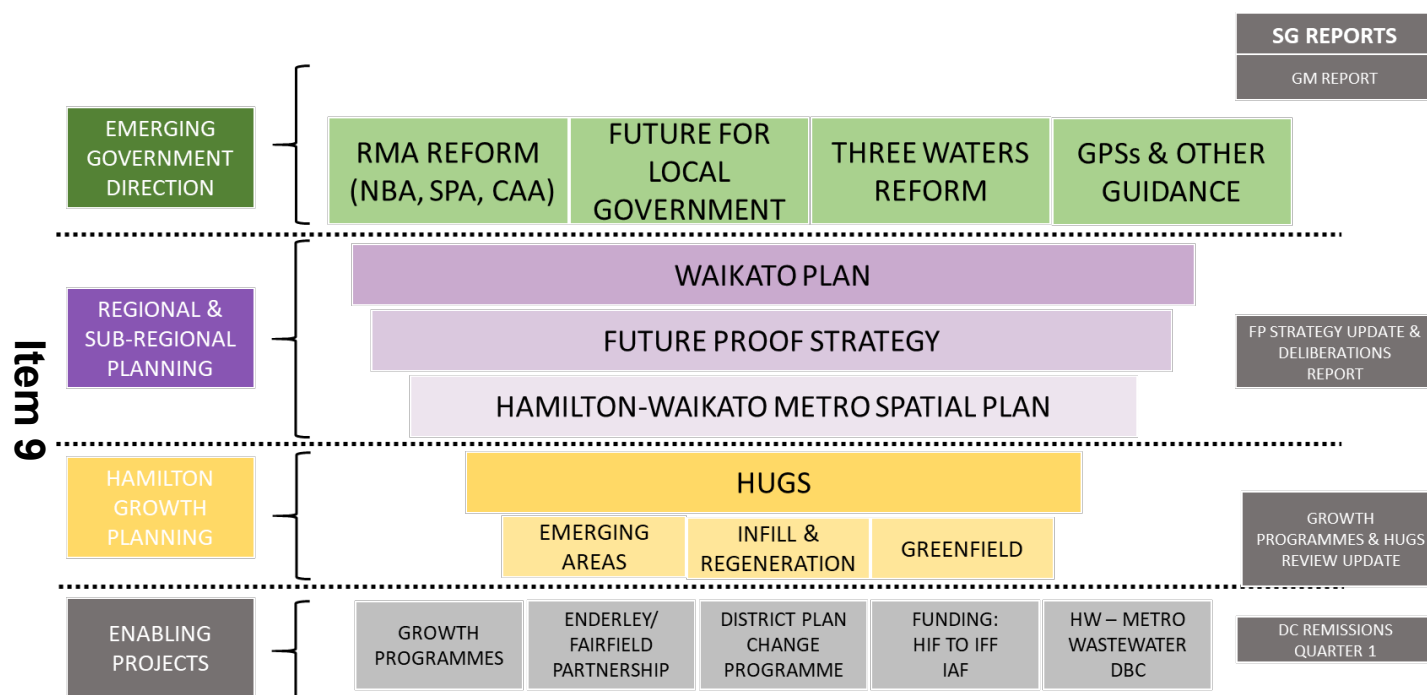 SG REPORTS
GM REPORT
EMERGING
GOVERNMENT
DIRECTION
RMA REFORM
(NBA, SPA, CAA)
FUTURE FOR
LOCAL
GOVERNMENT
THREE WATERS
REFORM
GPSs & OTHER
GUIDANCE
Item 9
REGIONAL &
SUB-REGIONAL
PLANNING
WAIKATO PLAN
FUTURE PROOF STRATEGY
HAMILTON-WAIKATO METRO SPATIAL PLAN
FP STRATEGY UPDATE &
DELIBERATIONS
REPORT
HAMILTON
GROWTH
PLANNING
HUGS
EMERGING
AREAS
INFILL &
REGENERATION
GREENFIELD
GROWTH
PROGRAMMES & HUGS
REVIEW UPDATE
ENABLING
PROJECTS
GROWTH
PROGRAMMES
ENDERLEY/
FAIRFIELD
PARTNERSHIP
DISTRICT PLAN
CHANGE
PROGRAMME
FUNDING:
HIF TO IFF
IAF
HW – METRO
WASTEWATER
DBC
DC REMISSIONS
QUARTER 1